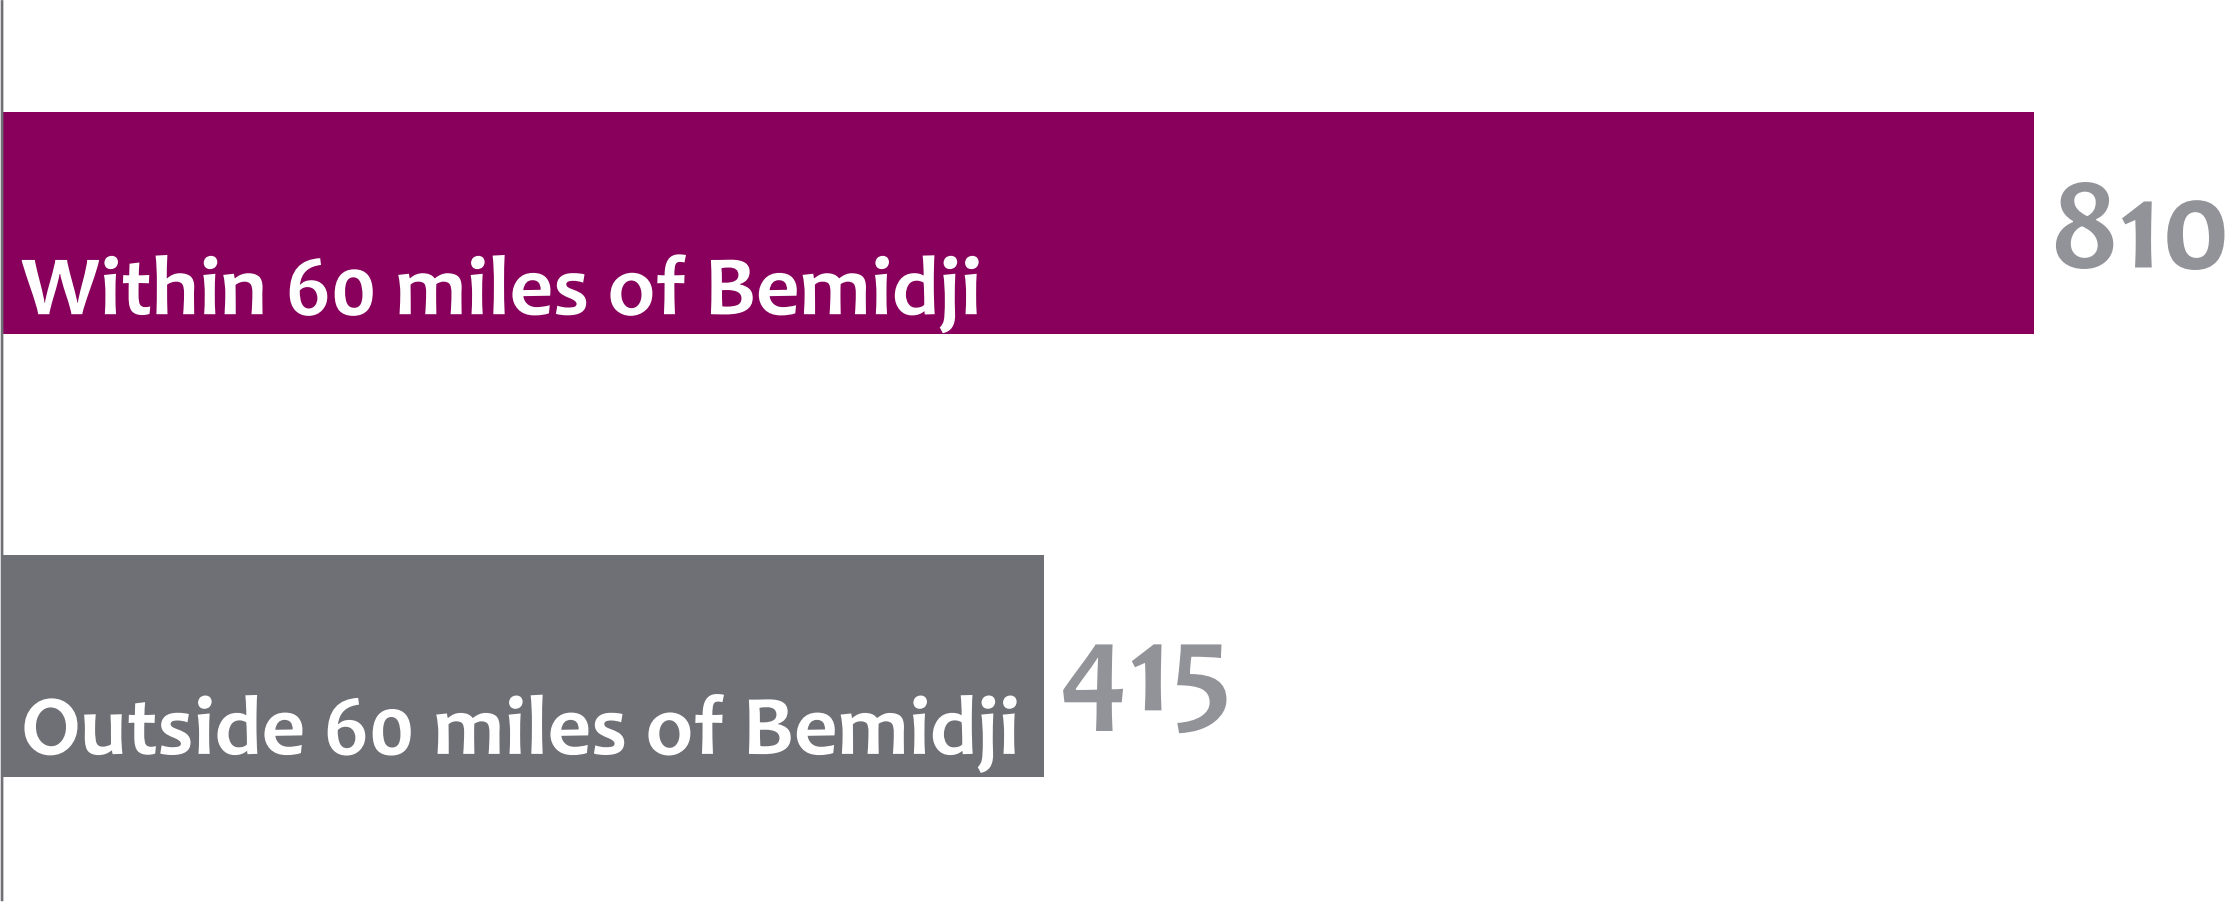 Within 60 miles of Bemidji
810
Outside 60 miles of Bemidji
415